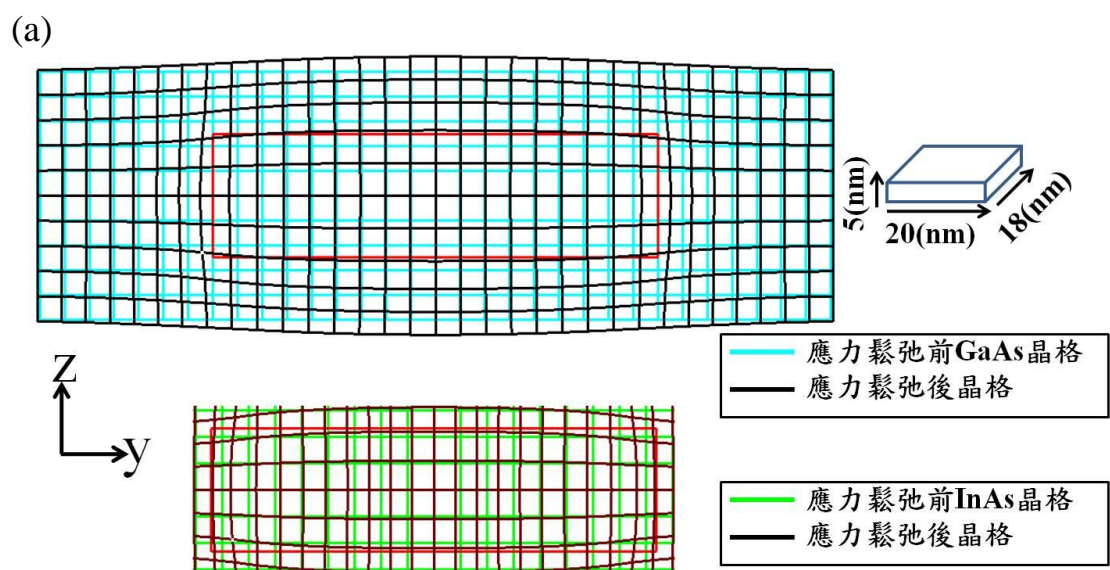 (a)
5(nm)
20(nm)
18(nm)
應力鬆弛前GaAs晶格
應力鬆弛後晶格
z
y
應力鬆弛前InAs晶格
應力鬆弛後晶格